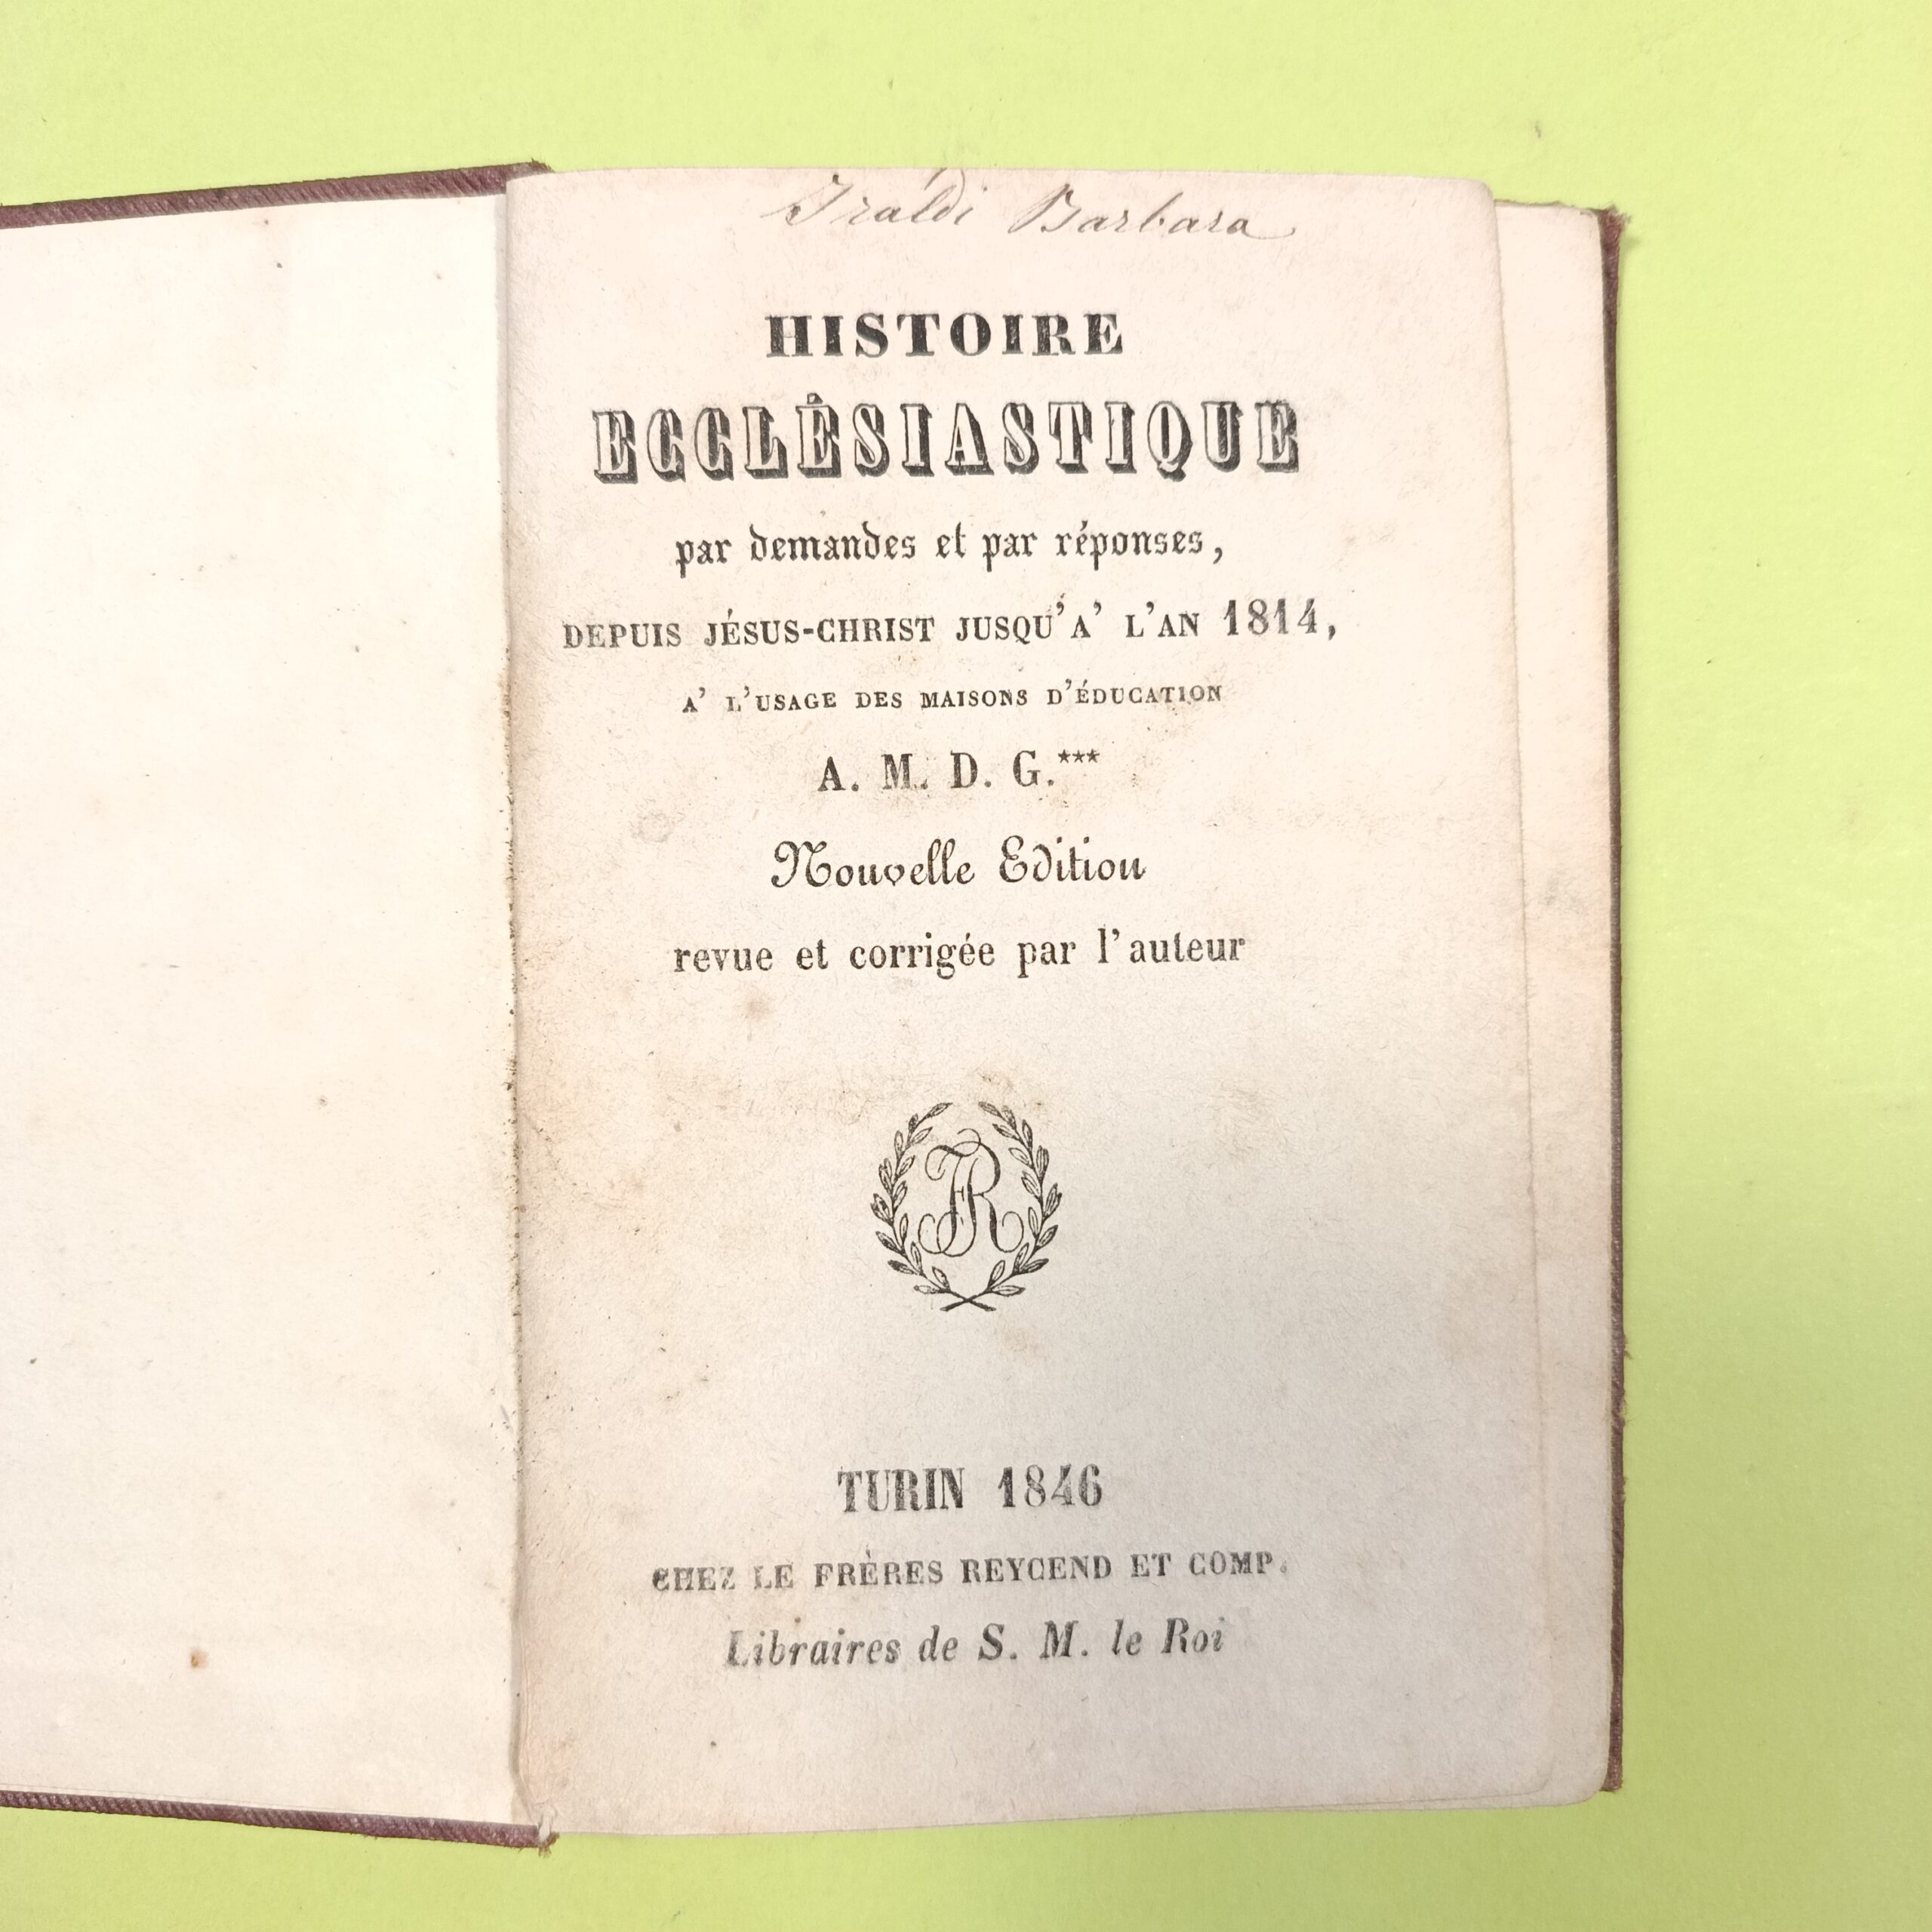 Barbara
HISTOIRE
ECCLÉSIASTIQUE
par demandes et par réponses,
DEPUIS JÉSUS-CHRIST JUSQU'A' L'AN 1814,
A' L'USAGE DES MAISONS D'ÉDUCATION
A. M. D. G.***
Nouvelle Edition
revue et corrigée par l'auteur
FR
TURIN 1846
CHEZ LE FRÈRES REYCEND ET COMP.
Libraires de S. M. le Roi